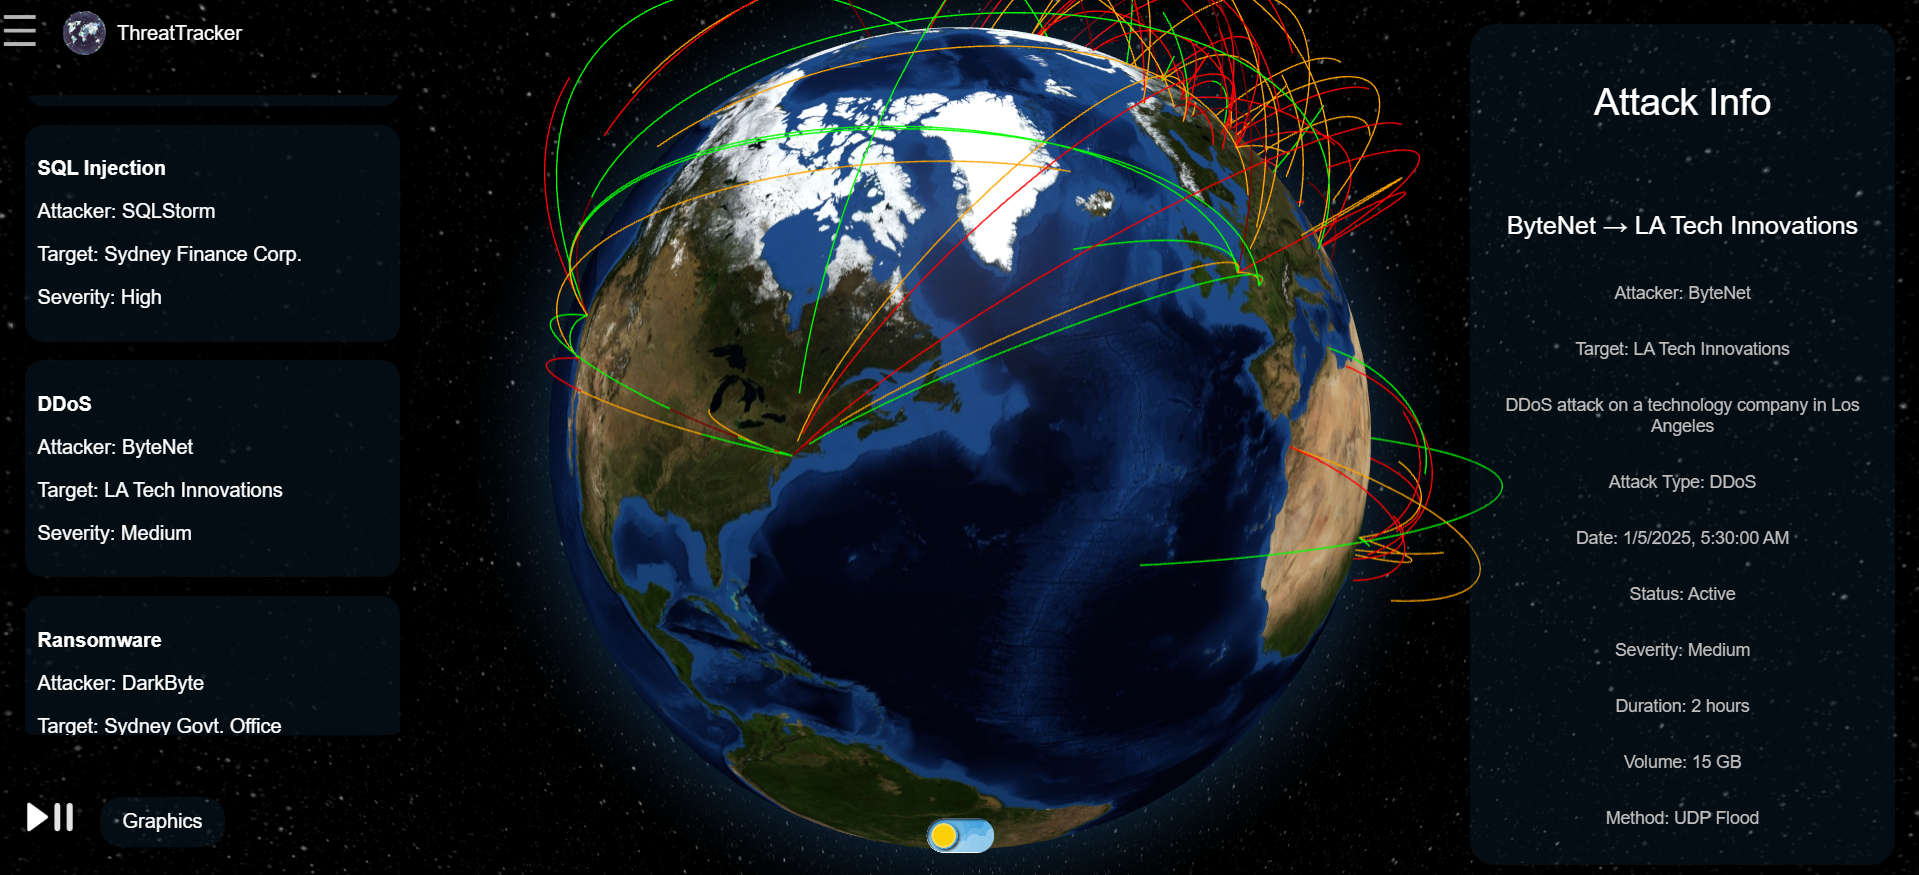 ThreatTracker
SQL Injection
Attacker: SQLStorm
Target: Sydney Finance Corp.
Severity: High
DDoS
Attacker: ByteNet
Target: LA Tech Innovations
Severity: Medium
Ransomware
Attacker: DarkByte
Target: Sydney Govt. Office
Graphics
Attack Info
ByteNet → LA Tech Innovations
Attacker: ByteNet
Target: LA Tech Innovations
DDoS attack on a technology company in Los
Angeles
Attack Type: DDoS
Date: 1/5/2025, 5:30:00 AM
Status: Active
Severity: Medium
Duration: 2 hours
Volume: 15 GB
Method: UDP Flood